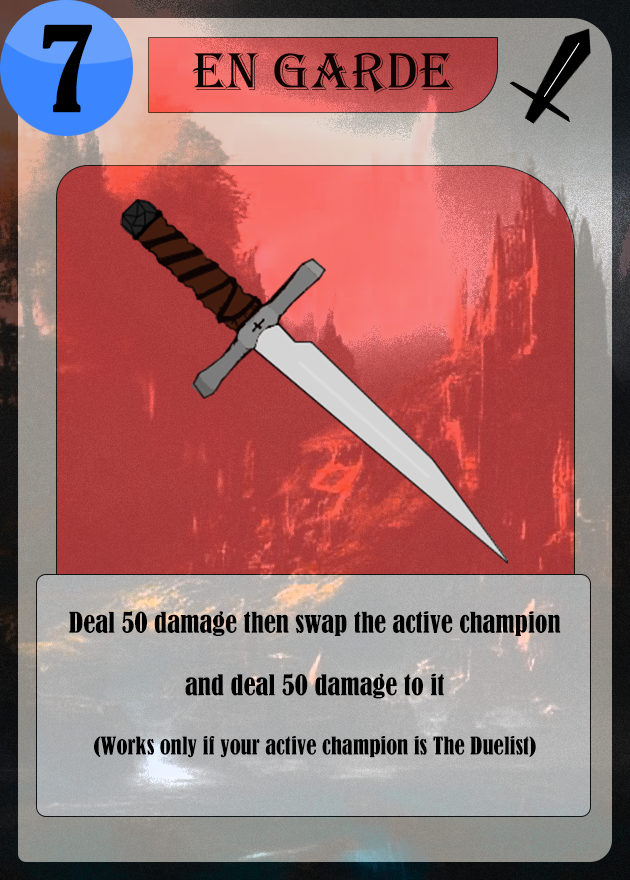 7
EN GARDE
Deal 50 damage then swap the active champion
and deal 50 damage to it
(Works only if your active champion is The Duelist)